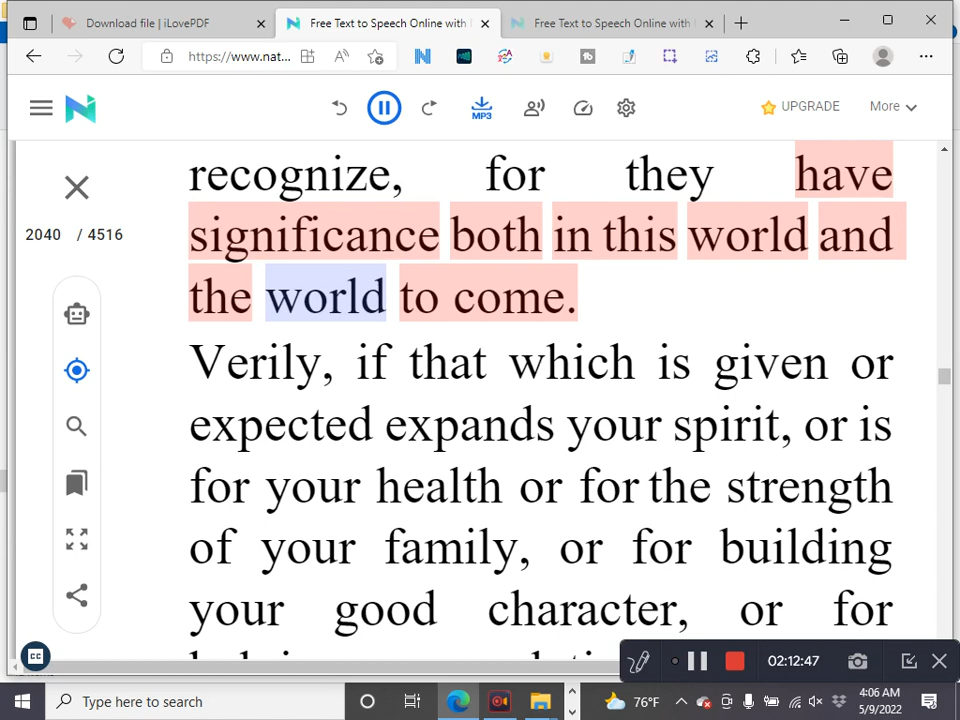 Download file | iLovePDF
Free Text to Speech Online with
Free Text to Speech Online with
https://www.nat...
UPGRADE
More
MP3
2040 / 4516
recognize, for they have
significance both in this world and
the world to come.
Verily, if that which is given or
expected expands your spirit, or is
for your health or for the strength
of your family, or for building
your good character, or for
CC
02:12:47
Type here to search
76°F
4:06 AM
5/9/2022